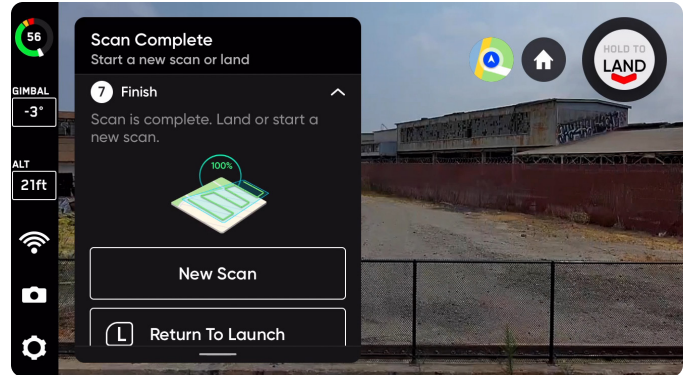 56
GIMBAL
-3°
ALT
21ft
Scan Complete
Start a new scan or land
7 Finish
Scan is complete. Land or start a
new scan.
100%
New Scan
L Return To Launch
HOLD TO
LAND